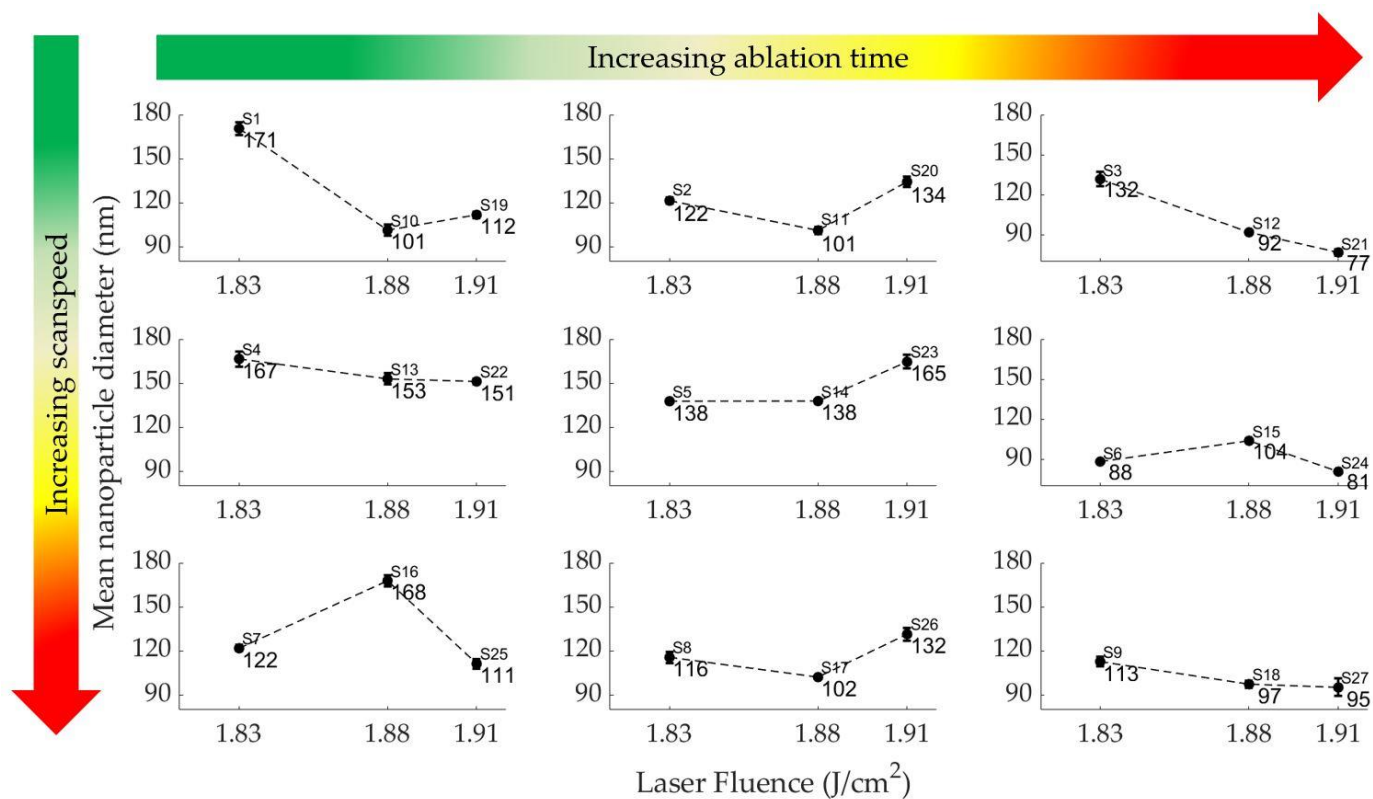 Increasing ablation time
Increasing scanspeed
Mean nanoparticle diameter (nm)
180
150
120
90
S1
171
S10
101
S19
112
1.83
1.88
1.91
180
150
120
90
S2
122
S11
101
S20
134
1.83
1.88
1.91
180
150
120
90
S3
132
S12
92
S21
77
1.83
1.88
1.91
180
150
120
90
S4
167
S13
153
S22
151
1.83
1.88
1.91
180
150
120
90
S5
138
S14
138
S23
165
1.83
1.88
1.91
180
150
120
90
S6
88
S15
104
S24
81
1.83
1.88
1.91
180
150
120
90
S7
122
S16
168
S25
111
1.83
1.88
1.91
180
150
120
90
S8
116
S17
102
S26
132
1.83
1.88
1.91
180
150
120
90
S9
113
S18
97
S27
95
1.83
1.88
1.91
Laser Fluence (J/cm²)